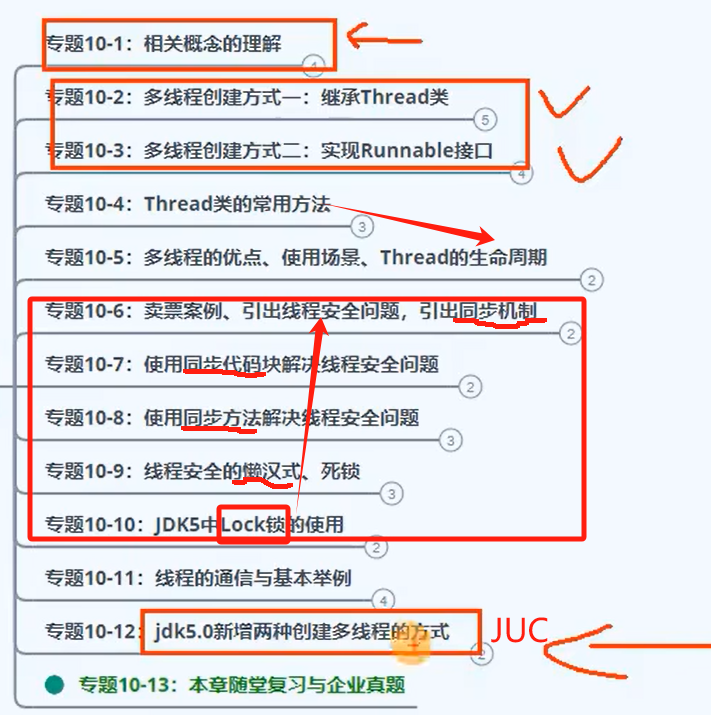 专题10-1：相关概念的理解
4
专题10-2：多线程创建方式一：继承Thread类
5
专题10-3：多线程创建方式二：实现Runnable接口
4
专题10-4：Thread类的常用方法
3
专题10-5：多线程的优点、使用场景、Thread的生命周期
2
专题10-6：卖票案例、引出线程安全问题，引出同步机制
2
专题10-7：使用同步代码块解决线程安全问题
2
专题10-8：使用同步方法解决线程安全问题
3
专题10-9：线程安全的懒汉式、死锁
3
专题10-10：JDK5中Lock锁的使用
2
专题10-11：线程的通信与基本举例
4
专题10-12：jdk5.0新增两种创建多线程的方式 JUC
2
专题10-13：本章随堂复习与企业真题